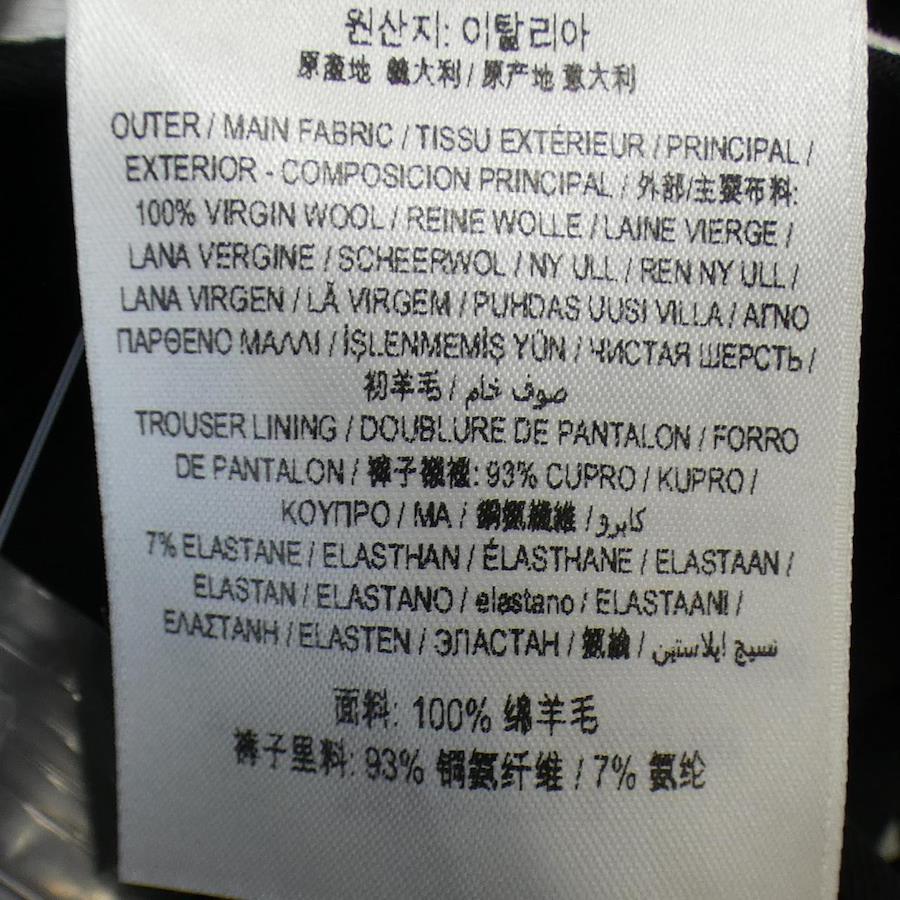 원산지: 이탈리아
原產地 義大利 / 原产地 意大利
OUTER / MAIN FABRIC / TISSU EXTÉRIEUR / PRINCIPAL /
EXTERIOR - COMPOSICION PRINCIPAL / 外部/主要布料:
100% VIRGIN WOOL / REINE WOLLE / LAINE VIERGE /
LANA VERGINE / SCHEERWOL / NY ULL / REN NY ULL /
LANA VIRGEN / LÃ VIRGEM / PUHDAS UUSI VILLA / ΑΓΝΟ
ΠΑΡΘΕΝΟ ΜΑΛΛΙ / İŞLENMEMİŞ YÜN / ЧИСТАЯ ШЕРСТЬ /
初羊毛 / صوف خام
TROUSER LINING / DOUBLURE DE PANTALON / FORRO
DE PANTALON / 褲子襯裡: 93% CUPRO / KUPRO /
ΚΟΥΠΡΟ / MA / 銅氨纖維 / كابرو
7% ELASTANE / ELASTHAN / ÉLASTHANE / ELASTAAN /
ELASTAN / ELASTANO / elastano / ELASTAANI /
ΕΛΑΣΤΑΝΗ / ELASTEN / ЭЛАСТАН / 氨綸 / نسيج ايلاستين
面料: 100% 绵羊毛
裤子里料: 93% 铜氨纤维 / 7% 氨纶